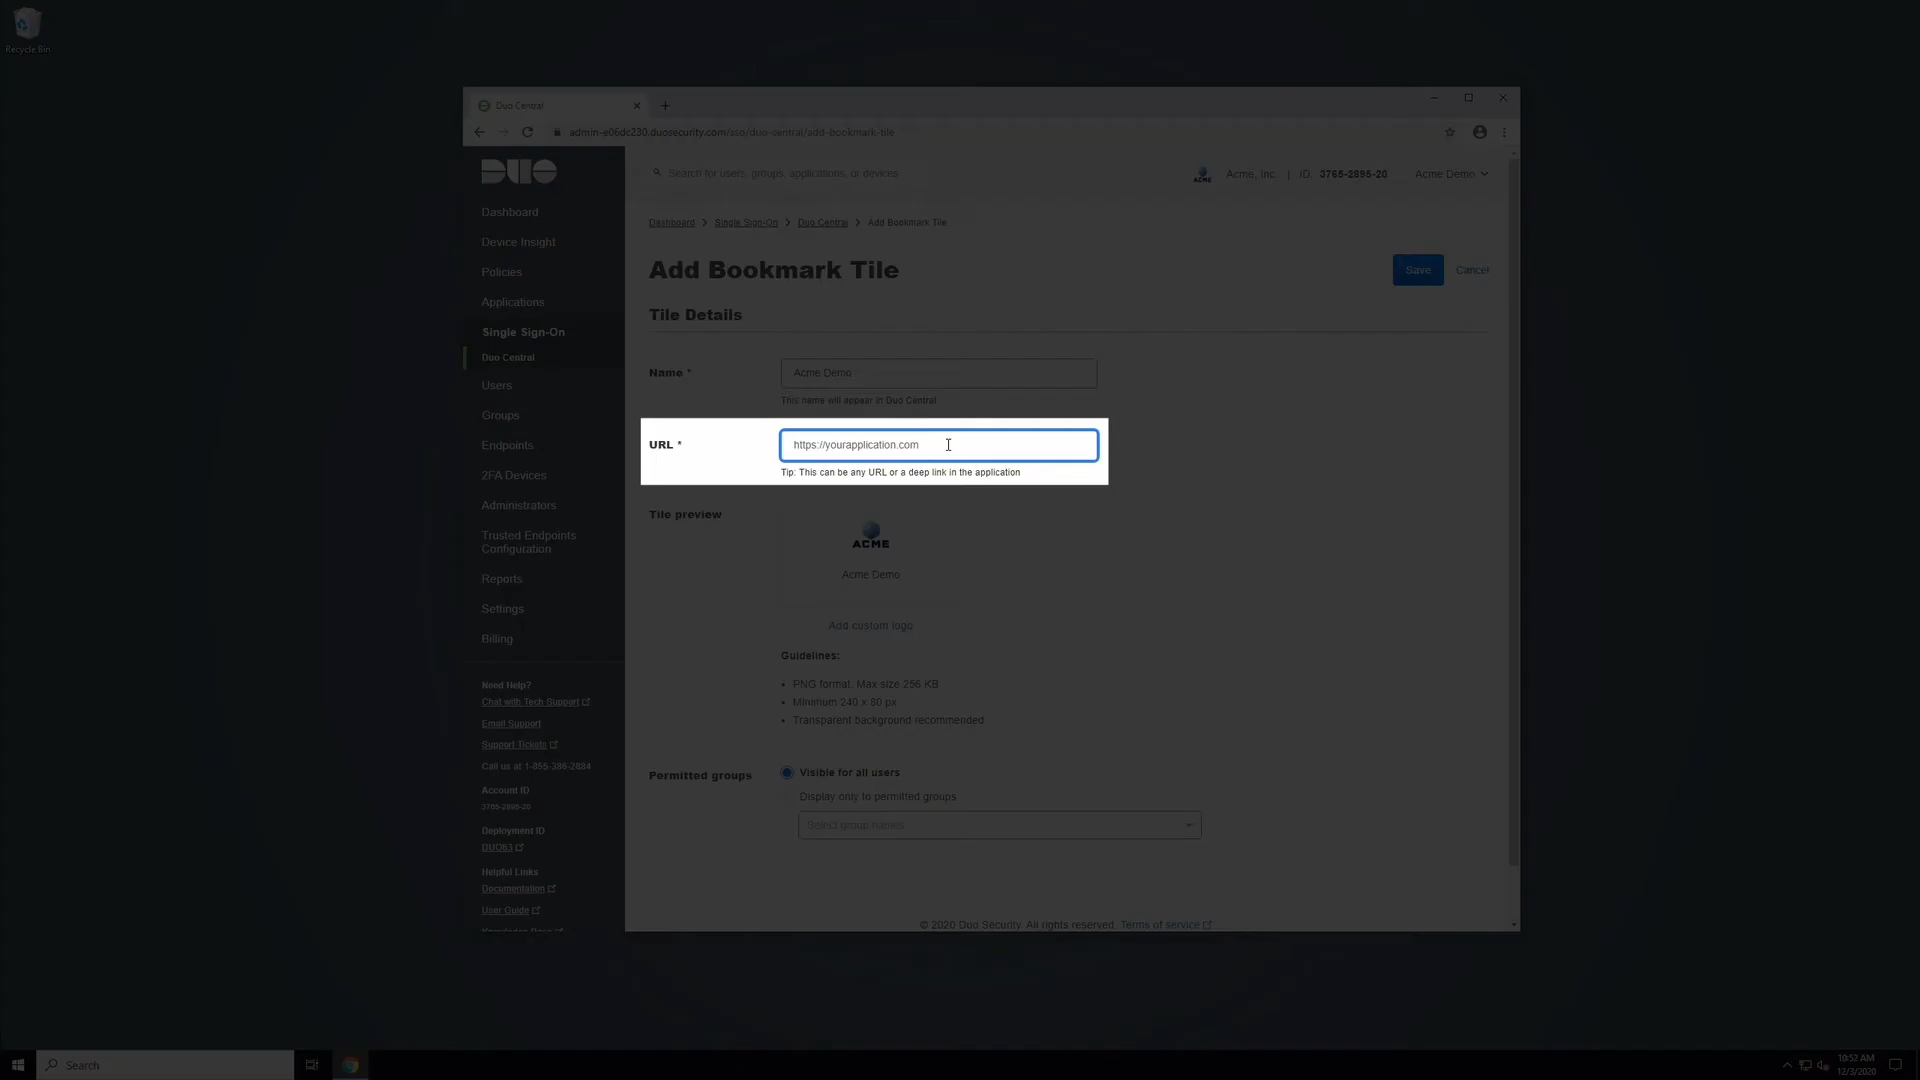 Recycle Bin
Duo Central
admin-e06dc230.duosecurity.com/sso/duo-central/add-bookmark-tile
DUO
Search for users, groups, applications, or devices
ACME
Acme, Inc. | ID: 3765-2895-20
Acme Demo
Dashboard
Device Insight
Policies
Applications
Single Sign-On
Duo Central
Users
Groups
Endpoints
2FA Devices
Administrators
Trusted Endpoints
Configuration
Reports
Settings
Billing
Need Help?
Chat with Tech Support
Email Support
Support Tickets
Call us at 1-855-386-2884
Account ID
3765-2895-20
Deployment ID
DUO63
Helpful Links
Documentation
User Guide
Knowledge Base
Dashboard > Single Sign-On > Duo Central > Add Bookmark Tile
Add Bookmark Tile
Save
Cancel
Tile Details
Name *
Acme Demo
This name will appear in Duo Central
URL *
https://yourapplication.com
Tip: This can be any URL or a deep link in the application
Tile preview
ACME
Acme Demo
Add custom logo
Guidelines:
• PNG format. Max size 256 KB
• Minimum 240 x 80 px
• Transparent background recommended
Permitted groups
Visible for all users
Display only to permitted groups
Select group names
© 2020 Duo Security. All rights reserved. Terms of service
Search
10:52 AM
12/3/2020